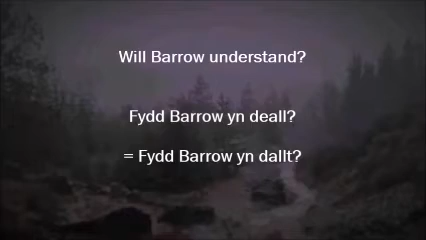 Will Barrow understand?
Fydd Barrow yn deall?
= Fydd Barrow yn dallt?